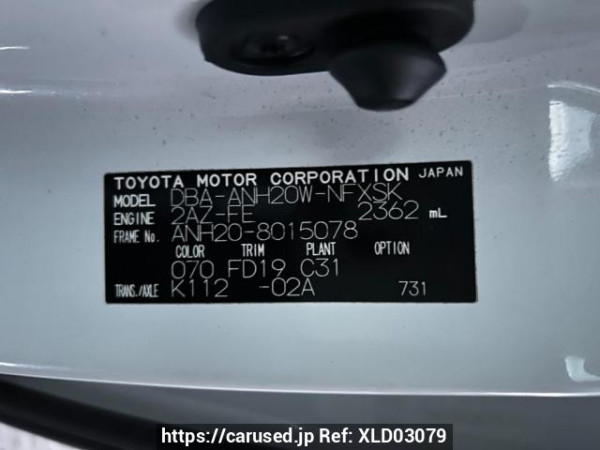 TOYOTA MOTOR CORPORATION JAPAN
MODEL DBA-ANH20W-NFXSK
ENGINE 2AZ-FE 2362 mL
FRAME No. ANH20-8015078
COLOR TRIM PLANT OPTION
070 FD19 C31
TRANS./AXLE K112 -02A 731
https://carused.jp Ref: XLD03079